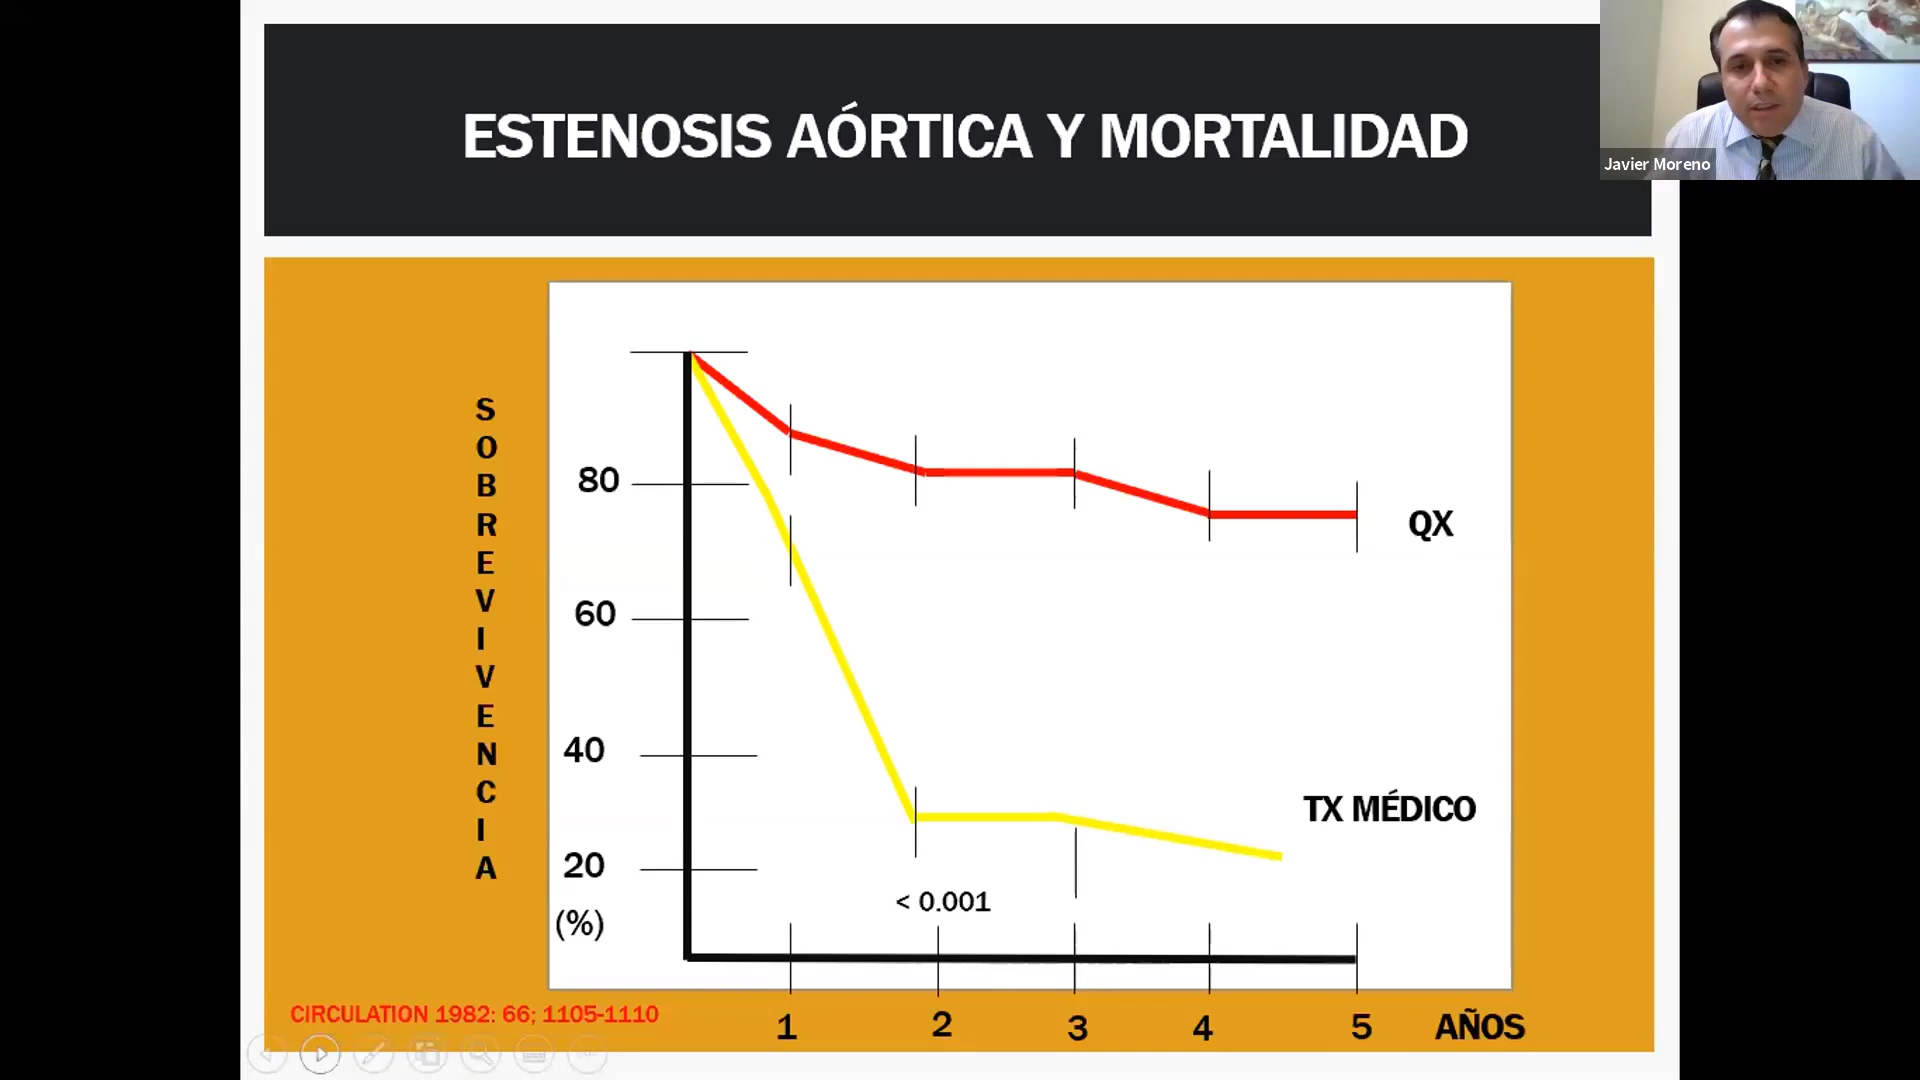 ESTENOSIS AÓRTICA Y MORTALIDAD
Javier Moreno
SOBREVIVENCIA
80
60
40
20
(%)
QX
TX MÉDICO
< 0.001
1 2 3 4 5 AÑOS
CIRCULATION 1982: 66; 1105-1110